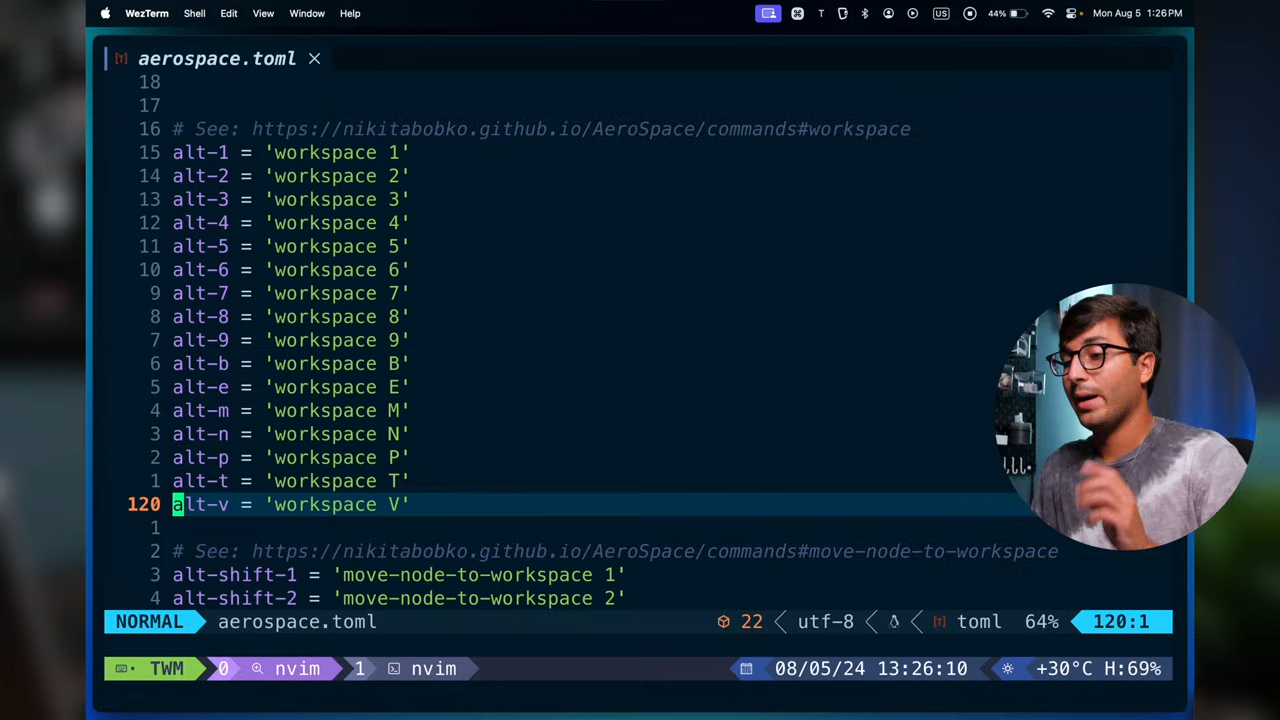 WezTerm Shell Edit View Window Help T US 44% Mon Aug 5 1:26PM
[T] aerospace.toml ×
18
17
16 # See: https://nikitabobko.github.io/AeroSpace/commands#workspace
15 alt-1 = 'workspace 1'
14 alt-2 = 'workspace 2'
13 alt-3 = 'workspace 3'
12 alt-4 = 'workspace 4'
11 alt-5 = 'workspace 5'
10 alt-6 = 'workspace 6'
9 alt-7 = 'workspace 7'
8 alt-8 = 'workspace 8'
7 alt-9 = 'workspace 9'
6 alt-b = 'workspace B'
5 alt-e = 'workspace E'
4 alt-m = 'workspace M'
3 alt-n = 'workspace N'
2 alt-p = 'workspace P'
1 alt-t = 'workspace T'
120 alt-v = 'workspace V'
1
2 # See: https://nikitabobko.github.io/AeroSpace/commands#move-node-to-workspace
3 alt-shift-1 = 'move-node-to-workspace 1'
4 alt-shift-2 = 'move-node-to-workspace 2'
NORMAL aerospace.toml 22 utf-8 [T] toml 64% 120:1
TWM 0 nvim 1 nvim 08/05/24 13:26:10 +30°C H:69%